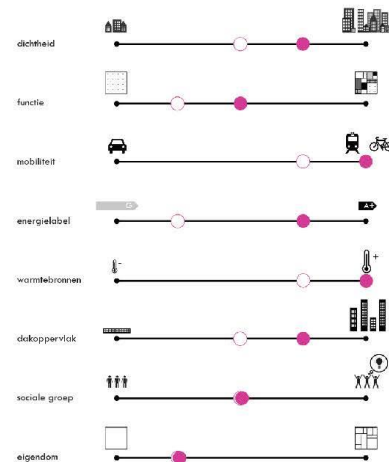 dichtheid
functie
mobiliteit
G
A+
energielabel
warmtebronnen
dakoppervlak
sociale groep
eigendom